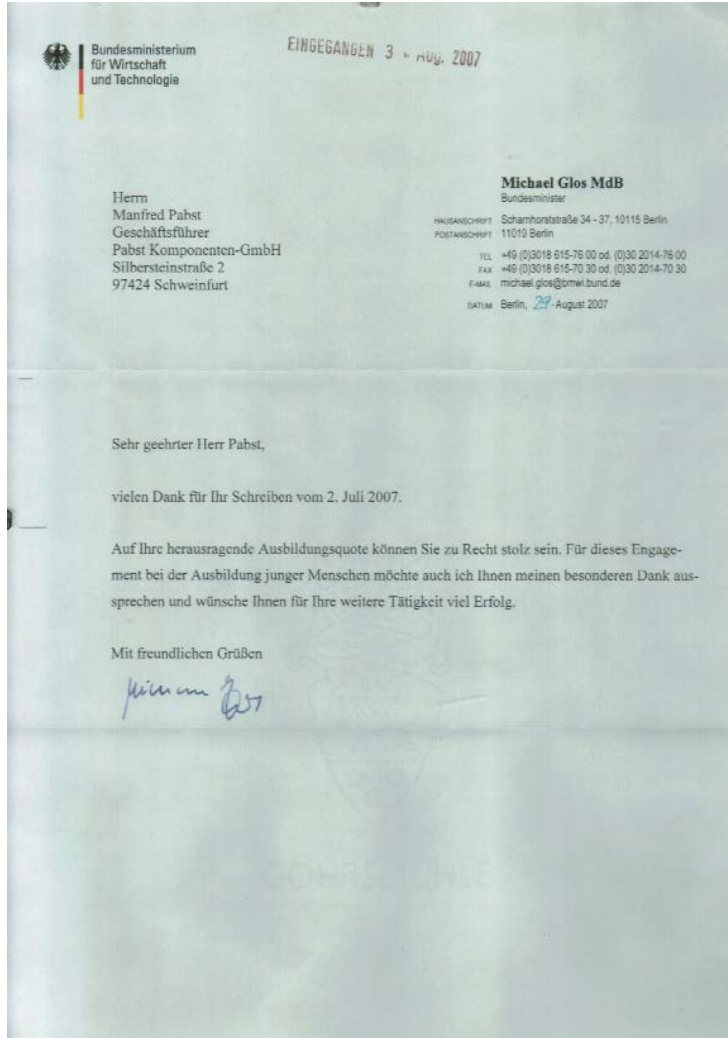 Bundesministerium
für Wirtschaft
und Technologie
EINGEGANGEN 3 . Aug. 2007
Herrn
Manfred Pabst
Geschäftsführer
Pabst Komponenten-GmbH
Silbersteinstraße 2
97424 Schweinfurt
Michael Glos MdB
Bundesminister
HAUSANSCHRIFT Scharnhorststraße 34 - 37, 10115 Berlin
POSTANSCHRIFT 11019 Berlin
TEL +49 (0)3018 615-76 00 od. (0)30 2014-76 00
FAX +49 (0)3018 615-70 30 od. (0)30 2014-70 30
E-MAIL michael.glos@bmwi.bund.de
DATUM Berlin, 29. August 2007
Sehr geehrter Herr Pabst,
vielen Dank für Ihr Schreiben vom 2. Juli 2007.
Auf Ihre herausragende Ausbildungsquote können Sie zu Recht stolz sein. Für dieses Engage-
ment bei der Ausbildung junger Menschen möchte auch ich Ihnen meinen besonderen Dank aus-
sprechen und wünsche Ihnen für Ihre weitere Tätigkeit viel Erfolg.
Mit freundlichen Grüßen
GOHRSMÜHLE